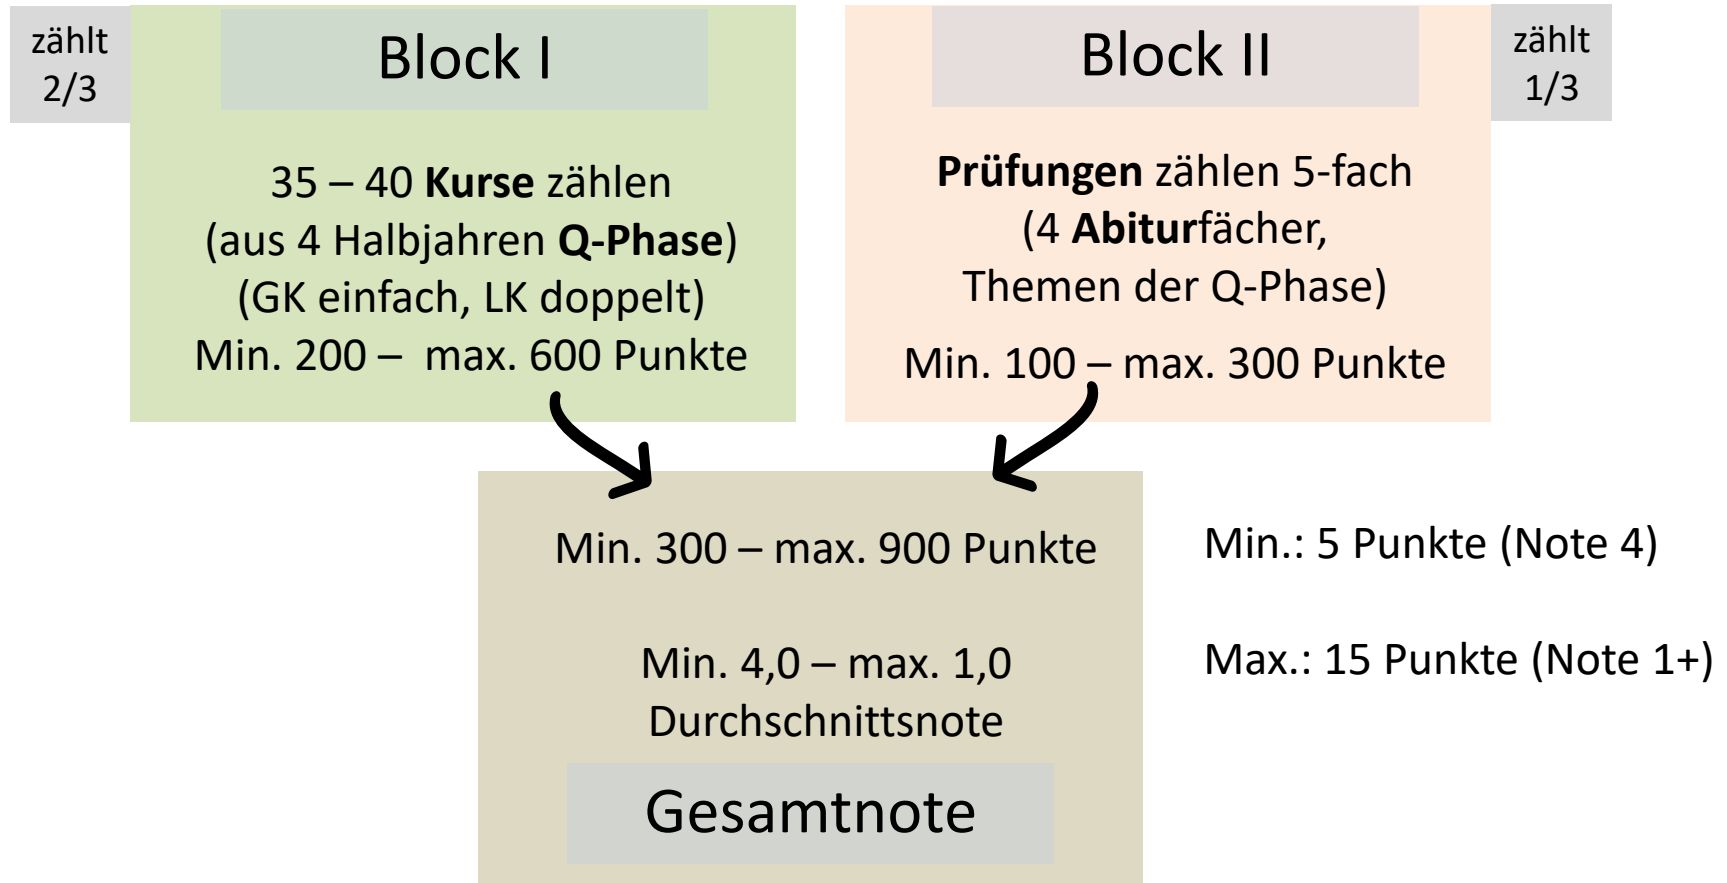 zählt
2/3
Block I
35 – 40 Kurse zählen
(aus 4 Halbjahren Q-Phase)
(GK einfach, LK doppelt)
Min. 200 – max. 600 Punkte
Block II
zählt
1/3
Prüfungen zählen 5-fach
(4 Abiturfächer,
Themen der Q-Phase)
Min. 100 – max. 300 Punkte
Min. 300 – max. 900 Punkte
Min. 4,0 – max. 1,0
Durchschnittsnote
Gesamtnote
Min.: 5 Punkte (Note 4)
Max.: 15 Punkte (Note 1+)